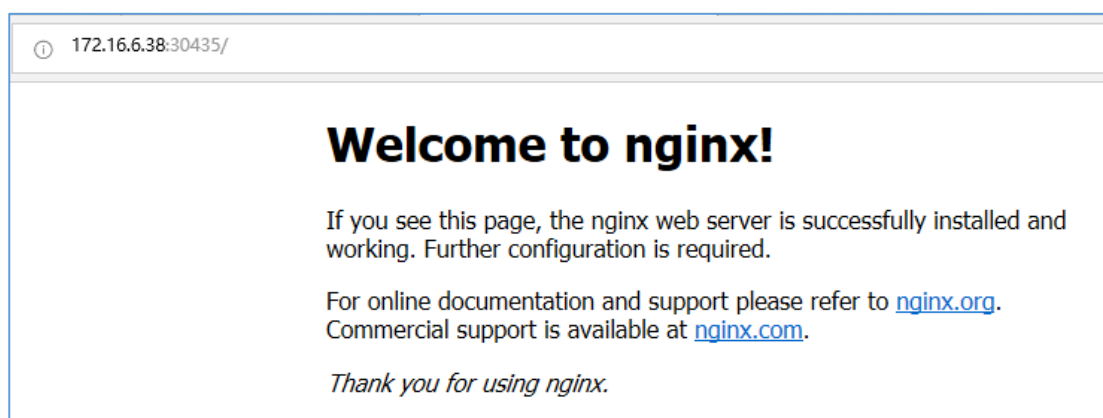 172.16.6.38:30435/
Welcome to nginx!
If you see this page, the nginx web server is successfully installed and
working. Further configuration is required.
For online documentation and support please refer to nginx.org.
Commercial support is available at nginx.com.
Thank you for using nginx.